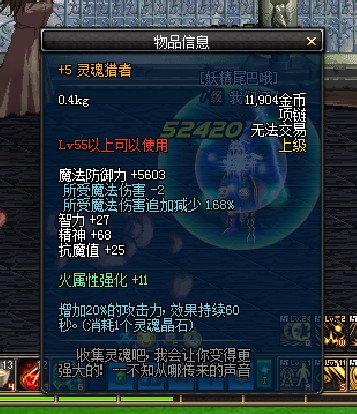 物品信息
+5 灵魂猎者
[妖精尾巴哦]
0.4kg
11,904金币
项链
无法交易
52420
Lv55以上可以使用
上级
魔法防御力 +5803
所爱魔法伤害 -2
所爱魔法伤害追加减少 1.88%
智力 +27
精神 +68
抗魔值 +25
火属性强化 +11
增加20%的攻击力, 效果持续60
秒。(消耗1个灵魂晶石)
收集灵魂吧, 我会让你变得更
强大的! --不知从哪传来的声音
13